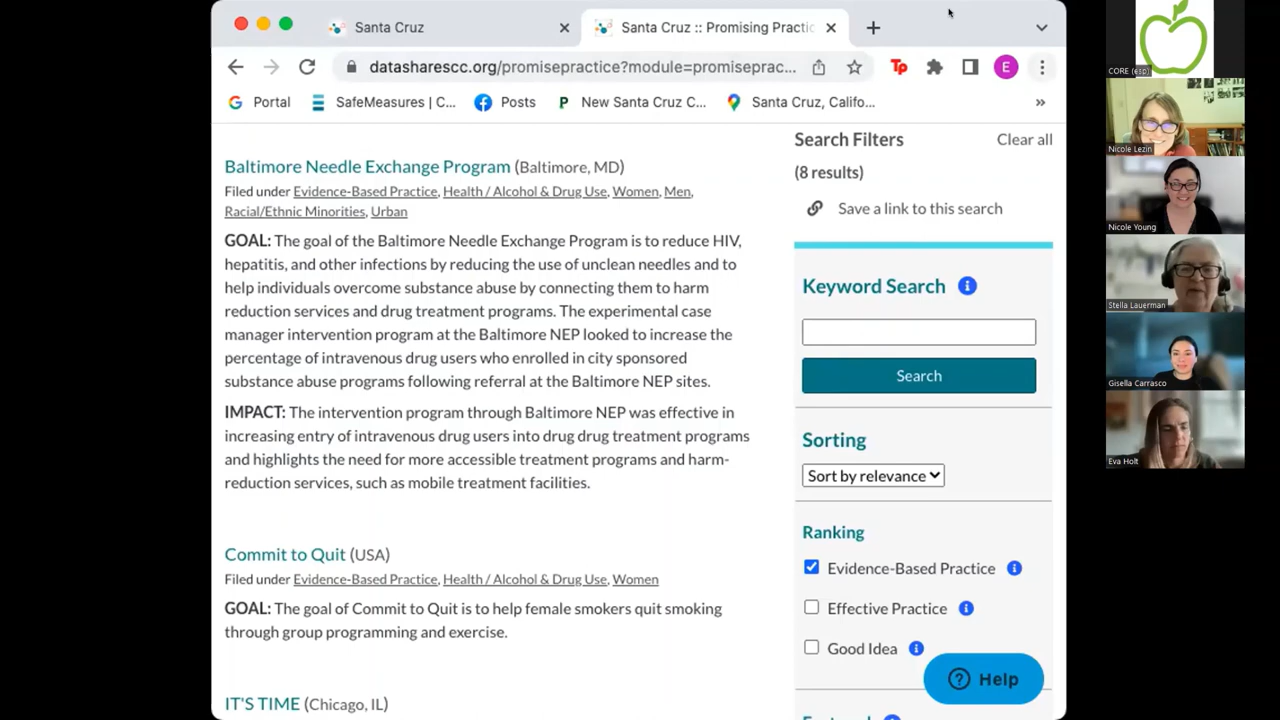 Santa Cruz
Santa Cruz :: Promising Practic
datasharescc.org/promisepractice?module=promiseprac...
Tp
E
Portal
SafeMeasures | C...
Posts
New Santa Cruz C...
Santa Cruz, Califo...
»
Baltimore Needle Exchange Program (Baltimore, MD)
Filed under Evidence-Based Practice, Health / Alcohol & Drug Use, Women, Men,
Racial/Ethnic Minorities, Urban
GOAL: The goal of the Baltimore Needle Exchange Program is to reduce HIV,
hepatitis, and other infections by reducing the use of unclean needles and to
help individuals overcome substance abuse by connecting them to harm
reduction services and drug treatment programs. The experimental case
manager intervention program at the Baltimore NEP looked to increase the
percentage of intravenous drug users who enrolled in city sponsored
substance abuse programs following referral at the Baltimore NEP sites.
IMPACT: The intervention program through Baltimore NEP was effective in
increasing entry of intravenous drug users into drug drug treatment programs
and highlights the need for more accessible treatment programs and harm-
reduction services, such as mobile treatment facilities.
Commit to Quit (USA)
Filed under Evidence-Based Practice, Health / Alcohol & Drug Use, Women
GOAL: The goal of Commit to Quit is to help female smokers quit smoking
through group programming and exercise.
IT'S TIME (Chicago, IL)
Search Filters
Clear all
(8 results)
Save a link to this search
Keyword Search
Search
Sorting
Sort by relevance
Ranking
Evidence-Based Practice
Effective Practice
Good Idea
Help
CORE (esp)
Nicole Lezin
Nicole Young
Stella Lauerman
Gisella Carrasco
Eva Holt